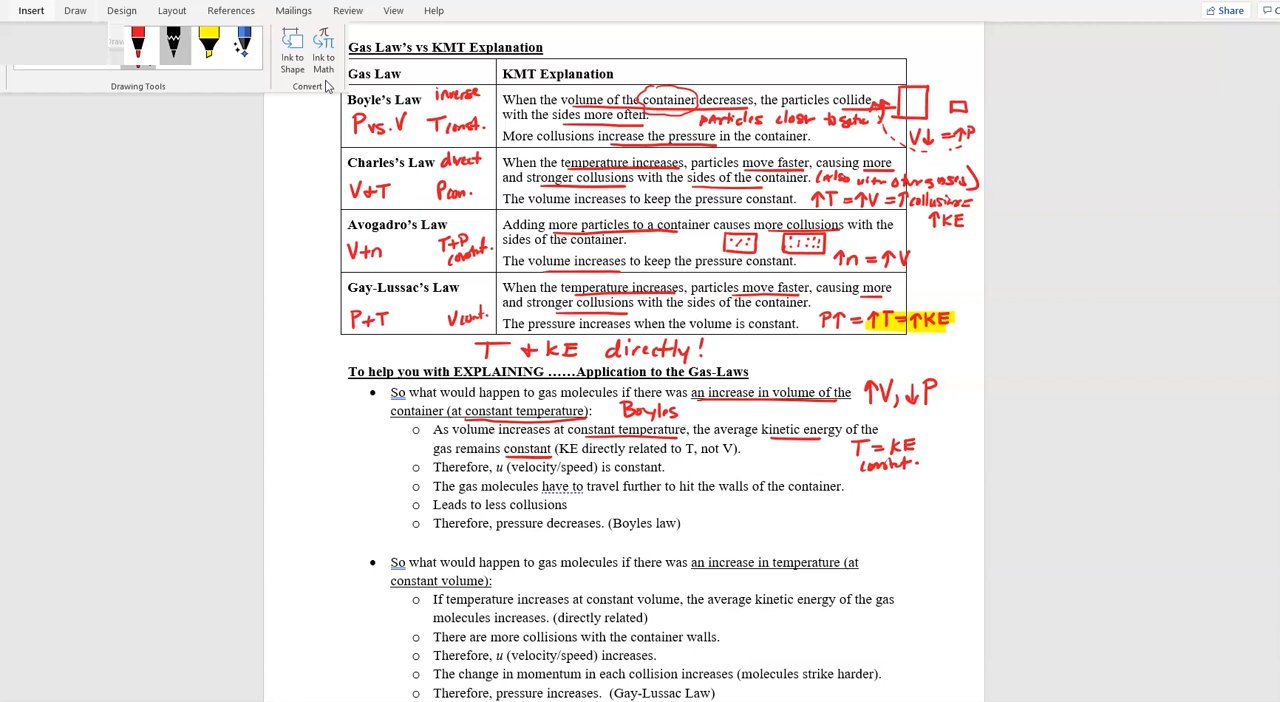 Insert Draw Design Layout References Mailings Review View Help Share C
Draw
Ink to Shape Ink to Math
Drawing Tools Convert
Gas Law's vs KMT Explanation
Gas Law KMT Explanation
Boyle's Law inverse
P vs. V T const.
When the volume of the container decreases, the particles collide
with the sides more often. particles closer together
More collusions increase the pressure in the container.
V↓ = ↑P
Charles's Law direct
V+T P con.
When the temperature increases, particles move faster, causing more
and stronger collusions with the sides of the container. (also with other gases)
The volume increases to keep the pressure constant. ↑T = ↑V = ↑collusions =
↑KE
Avogadro's Law
V+n T+P constant.
Adding more particles to a container causes more collusions with the
sides of the container.
The volume increases to keep the pressure constant. ↑n = ↑V
Gay-Lussac's Law
P+T V cont.
When the temperature increases, particles move faster, causing more
and stronger collusions with the sides of the container.
The pressure increases when the volume is constant. P↑ = ↑T = ↑KE
T + KE directly!
To help you with EXPLAINING ……Application to the Gas-Laws
• So what would happen to gas molecules if there was an increase in volume of the ↑V, ↓P
container (at constant temperature): Boyles
o As volume increases at constant temperature, the average kinetic energy of the
gas remains constant (KE directly related to T, not V). T = KE
constant.
o Therefore, u (velocity/speed) is constant.
o The gas molecules have to travel further to hit the walls of the container.
o Leads to less collusions
o Therefore, pressure decreases. (Boyles law)
• So what would happen to gas molecules if there was an increase in temperature (at
constant volume):
o If temperature increases at constant volume, the average kinetic energy of the gas
molecules increases. (directly related)
o There are more collisions with the container walls.
o Therefore, u (velocity/speed) increases.
o The change in momentum in each collision increases (molecules strike harder).
o Therefore, pressure increases. (Gay-Lussac Law)